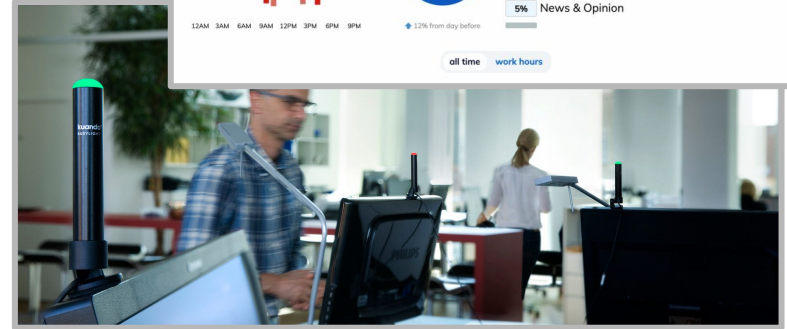 5% News & Opinion
12AM 3AM 6AM 9AM 12PM 3PM 6PM 9PM
12% from day before
all time work hours
kuando
PHILIPS